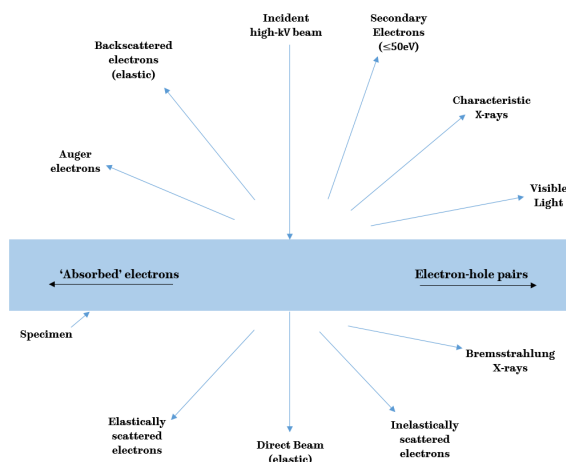 Incident
high-kV beam
Secondary
Electrons
(≤50eV)
Backscattered
electrons
(elastic)
Characteristic
X-rays
Auger
electrons
Visible
Light
‘Absorbed’ electrons
Electron-hole pairs
Specimen
Bremsstrahlung
X-rays
Elastically
scattered
electrons
Direct Beam
(elastic)
Inelastically
scattered
electrons